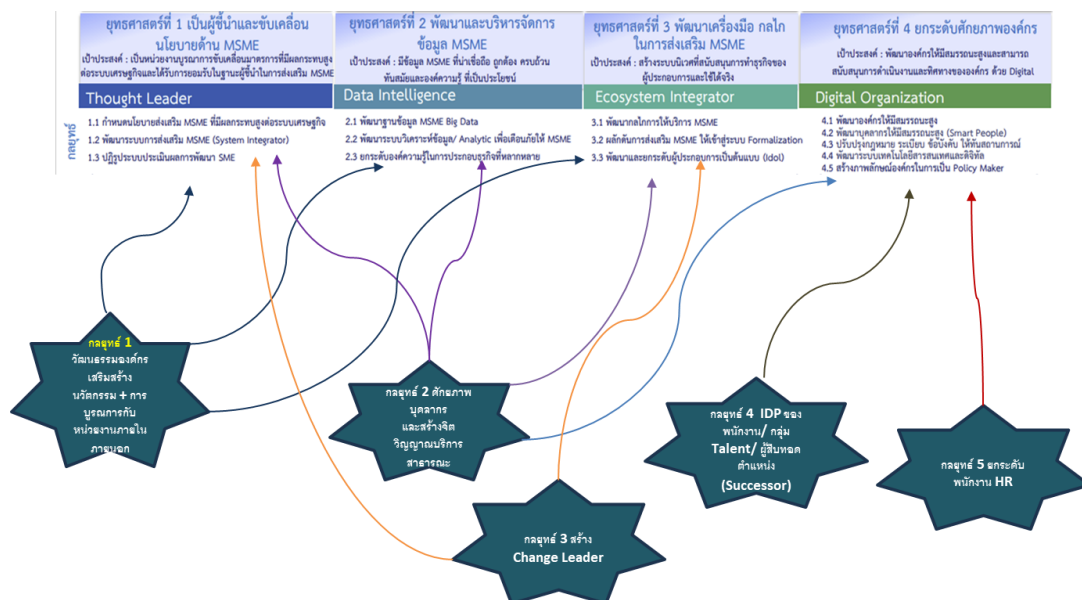 ยุทธศาสตร์ที่ 1 เป็นผู้ชี้นำและขับเคลื่อน
นโยบายด้าน MSME
เป้าประสงค์ : เป็นหน่วยงานบูรณาการขับเคลื่อนมาตรการที่มีผลกระทบสูง
ต่อระบบเศรษฐกิจและได้รับการยอมรับในฐานะผู้ชี้นำในการส่งเสริม MSME
Thought Leader
กลยุทธ์
1.1 กำหนดนโยบายส่งเสริม MSME ที่มีผลกระทบสูงต่อระบบเศรษฐกิจ
1.2 พัฒนาระบบการส่งเสริม MSME (System Integrator)
1.3 ปฏิรูประบบประเมินผลการพัฒนา SME
ยุทธศาสตร์ที่ 2 พัฒนาและบริหารจัดการ
ข้อมูล MSME
เป้าประสงค์ : มีข้อมูล MSME ที่น่าเชื่อถือ ถูกต้อง ครบถ้วน
ทันสมัยและองค์ความรู้ ที่เป็นประโยชน์
Data Intelligence
2.1 พัฒนาฐานข้อมูล MSME Big Data
2.2 พัฒนาระบบวิเคราะห์ข้อมูล/ Analytic เพื่อเตือนภัยให้ MSME
2.3 ยกระดับองค์ความรู้ในการประกอบธุรกิจที่หลากหลาย
ยุทธศาสตร์ที่ 3 พัฒนาเครื่องมือ กลไก
ในการส่งเสริม MSME
เป้าประสงค์ : สร้างระบบนิเวศที่สนับสนุนการทำธุรกิจของ
ผู้ประกอบการและใช้ได้จริง
Ecosystem Integrator
3.1 พัฒนากลไกการให้บริการ MSME
3.2 ผลักดันการส่งเสริม MSME ให้เข้าสู่ระบบ Formalization
3.3 พัฒนาและยกระดับผู้ประกอบการเป็นต้นแบบ (Idol)
ยุทธศาสตร์ที่ 4 ยกระดับศักยภาพองค์กร
เป้าประสงค์ : พัฒนาองค์กรให้มีสมรรถนะสูงและสามารถ
สนับสนุนการดำเนินงานและทิศทางขององค์กร ด้วย Digital
Digital Organization
4.1 พัฒนาองค์กรให้มีสมรรถนะสูง
4.2 พัฒนาบุคลากรให้มีสมรรถนะสูง (Smart People)
4.3 ปรับปรุงกฎหมาย ระเบียบ ข้อบังคับ ให้ทันสถานการณ์
4.4 พัฒนาระบบเทคโนโลยีสารสนเทศและดิจิทัล
4.5 สร้างภาพลักษณ์องค์กรในการเป็น Policy Maker
กลยุทธ์ 1
วัฒนธรรมองค์กร
เสริมสร้าง
นวัตกรรม + การ
บูรณการกับ
หน่วยงานภายใน
ภายนอก
กลยุทธ์ 2 ศักยภาพ
บุคลากร
และสร้างจิต
วิญญาณบริการ
สาธารณะ
กลยุทธ์ 3 สร้าง
Change Leader
กลยุทธ์ 4 IDP ของ
พนักงาน/ กลุ่ม
Talent/ ผู้สืบทอด
ตำแหน่ง
(Successor)
กลยุทธ์ 5 ยกระดับ
พนักงาน HR